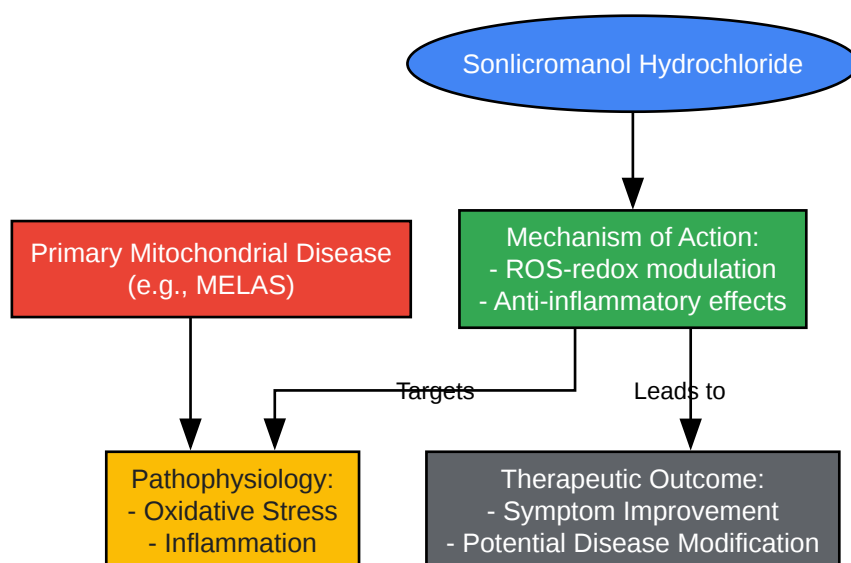 Sonlicromanol Hydrochloride
Primary Mitochondrial Disease
(e.g., MELAS)
Mechanism of Action:
- ROS-redox modulation
- Anti-inflammatory effects
Targets
Leads to
Pathophysiology:
- Oxidative Stress
- Inflammation
Therapeutic Outcome:
- Symptom Improvement
- Potential Disease Modification